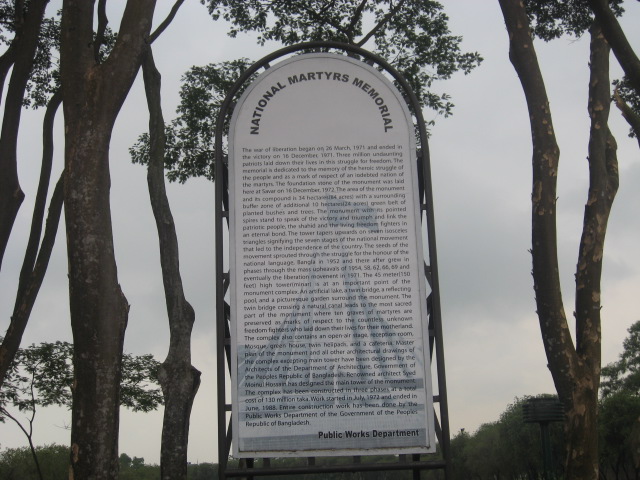 NATIONAL MARTYRS MEMORIAL
The war of liberation began on 26 March, 1971 and ended in
the victory on 16 December, 1971. Three million undaunting
patriots laid down their lives in this struggle for freedom. The
memorial is dedicated to the memory of the heroic struggle of
the people and as a mark of respect of an indebted nation of
the martyrs. The foundation stone of the monument was laid
here at Savar on 16 December, 1972. The area of the monument
and its compound is 34 hectares(84 acres) with a surrounding
buffer zone of additional 10 hectares(24 acres) green belt of
planted bushes and trees. The monument with its pointed
spikes stand to speak of the victory and triumph and link the
patriotic people, the shahid and the living freedom fighters in
an eternal bond. The tower tapers upwards on seven isosceles
triangles signifying the seven stages of the national movement
that led to the independence of the country. The seeds of the
movement sprouted through the struggle for the honour of the
national language, Bangla in 1952 and there after grew in
phases through the mass upheavals of 1954, 58, 62, 66, 69 and
eventually the liberation movement in 1971. The 45 meter(150
feet) high tower(minar) is at an important point of the
monument complex. An artificial lake, a twin bridge, a reflecting
pool, and a picturesque garden surround the monument. The
twin bridge crossing a natural canal leads to the most sacred
part of the monument where ten graves of martyrs are
preserved as marks of respect to the countless unknown
freedom fighters who laid down their lives for their motherland.
The complex also contains an open-air stage, reception room,
Mosque, green house, twin helipads, and a cafeteria. Master
plan of the monument and all other architectural drawings of
the complex excepting main tower have been designed by the
Architects of the Department of Architecture, Government of
the Peoples Republic of Bangladesh. Renowned architect Syed
Moinul Hossain has designed the main tower of the monument.
The complex has been constructed in three phases at a total
cost of 130 million taka. Work started in July, 1972 and ended in
June, 1988. Entire construction work has been done by the
Public Works Department of the Government of the Peoples
Republic of Bangladesh.
Public Works Department